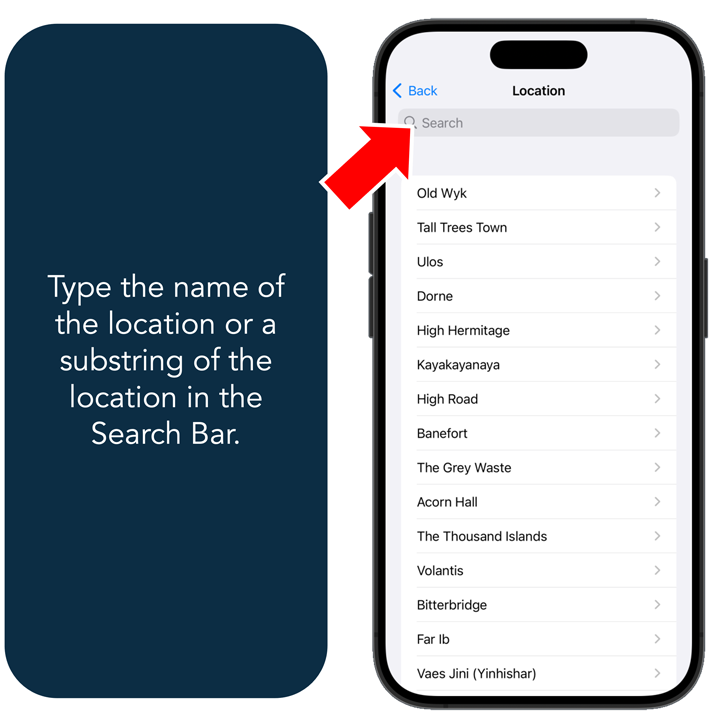 Type the name of
the location or a
substring of the
location in the
Search Bar.
Back
Location
Search
Old Wyk
Tall Trees Town
Ulos
Dorne
High Hermitage
Kayakayanaya
High Road
Banefort
The Grey Waste
Acorn Hall
The Thousand Islands
Volantis
Bitterbridge
Far Ib
Vaes Jini (Yinhishar)